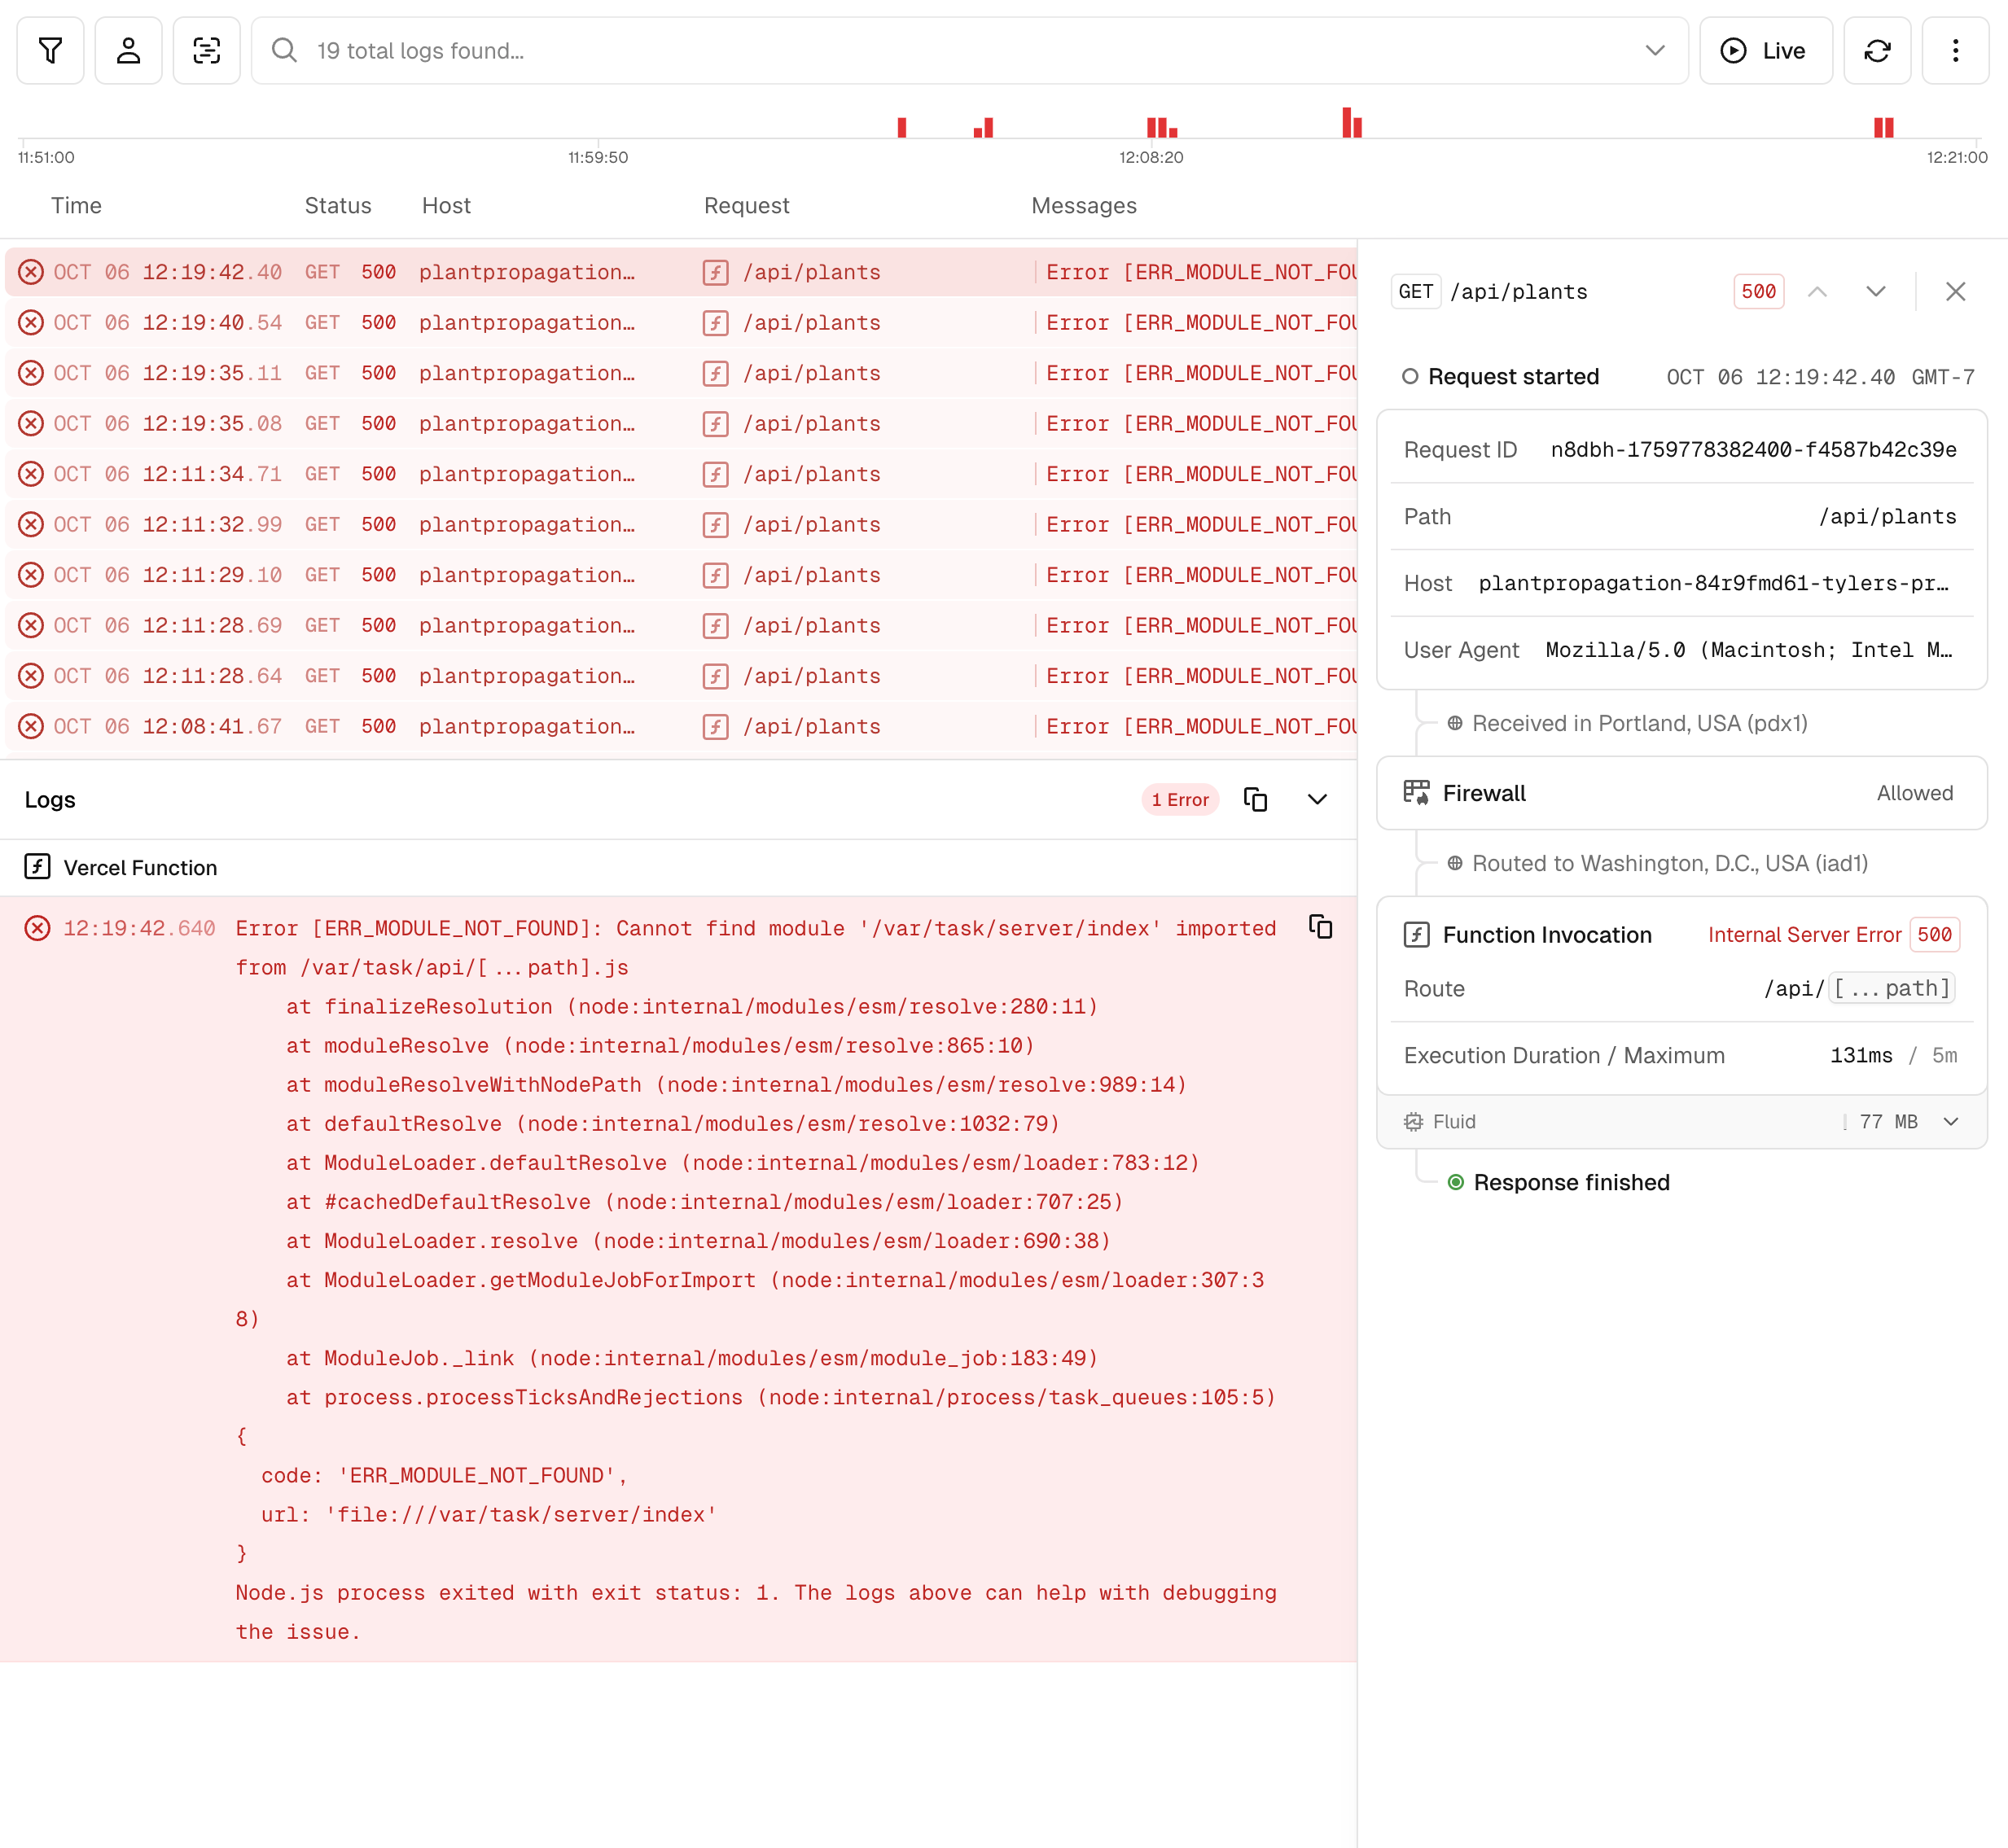 19 total logs found...
Live
11:51:00 11:59:50 12:08:20 12:21:00
Time Status Host Request Messages
OCT 06 12:19:42.40 GET 500 plantpropagation… /api/plants Error [ERR_MODULE_NOT_FOU
OCT 06 12:19:40.54 GET 500 plantpropagation… /api/plants Error [ERR_MODULE_NOT_FOU
OCT 06 12:19:35.11 GET 500 plantpropagation… /api/plants Error [ERR_MODULE_NOT_FOU
OCT 06 12:19:35.08 GET 500 plantpropagation… /api/plants Error [ERR_MODULE_NOT_FOU
OCT 06 12:11:34.71 GET 500 plantpropagation… /api/plants Error [ERR_MODULE_NOT_FOU
OCT 06 12:11:32.99 GET 500 plantpropagation… /api/plants Error [ERR_MODULE_NOT_FOU
OCT 06 12:11:29.10 GET 500 plantpropagation… /api/plants Error [ERR_MODULE_NOT_FOU
OCT 06 12:11:28.69 GET 500 plantpropagation… /api/plants Error [ERR_MODULE_NOT_FOU
OCT 06 12:11:28.64 GET 500 plantpropagation… /api/plants Error [ERR_MODULE_NOT_FOU
OCT 06 12:08:41.67 GET 500 plantpropagation… /api/plants Error [ERR_MODULE_NOT_FOU
Logs
1 Error
Vercel Function
12:19:42.640 Error [ERR_MODULE_NOT_FOUND]: Cannot find module '/var/task/server/index' imported
from /var/task/api/[...path].js
at finalizeResolution (node:internal/modules/esm/resolve:280:11)
at moduleResolve (node:internal/modules/esm/resolve:865:10)
at moduleResolveWithNodePath (node:internal/modules/esm/resolve:989:14)
at defaultResolve (node:internal/modules/esm/resolve:1032:79)
at ModuleLoader.defaultResolve (node:internal/modules/esm/loader:783:12)
at #cachedDefaultResolve (node:internal/modules/esm/loader:707:25)
at ModuleLoader.resolve (node:internal/modules/esm/loader:690:38)
at ModuleLoader.getModuleJobForImport (node:internal/modules/esm/loader:307:3
8)
at ModuleJob._link (node:internal/modules/esm/module_job:183:49)
at process.processTicksAndRejections (node:internal/process/task_queues:105:5)
{
code: 'ERR_MODULE_NOT_FOUND',
url: 'file:///var/task/server/index'
}
Node.js process exited with exit status: 1. The logs above can help with debugging
the issue.
GET /api/plants 500
Request started OCT 06 12:19:42.40 GMT-7
Request ID n8dbh-1759778382400-f4587b42c39e
Path /api/plants
Host plantpropagation-84r9fmd61-tylers-pr…
User Agent Mozilla/5.0 (Macintosh; Intel M…
Received in Portland, USA (pdx1)
Firewall Allowed
Routed to Washington, D.C., USA (iad1)
Function Invocation Internal Server Error 500
Route /api/[...path]
Execution Duration / Maximum 131ms / 5m
Fluid 77 MB
Response finished